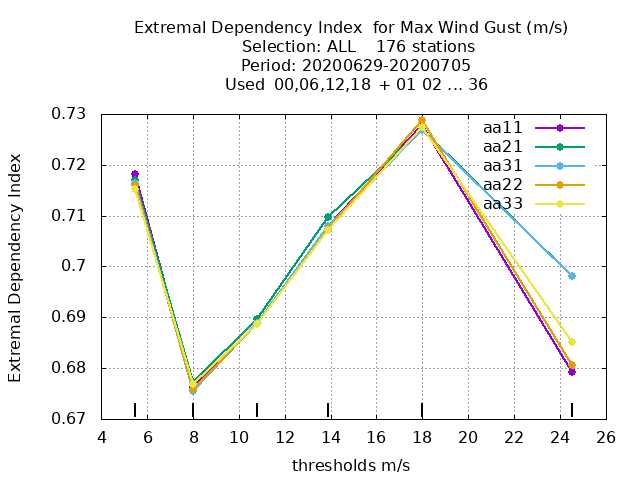 Extremal Dependency Index  for Max Wind Gust (m/s)
Selection: ALL    176 stations
Period: 20200629-20200705
Used  00,06,12,18 + 01 02 ... 36
0.73
0.72
0.71
0.7
0.69
0.68
0.67
Extremal Dependency Index
aa11
aa21
aa31
aa22
aa33
4 6 8 10 12 14 16 18 20 22 24 26
thresholds m/s